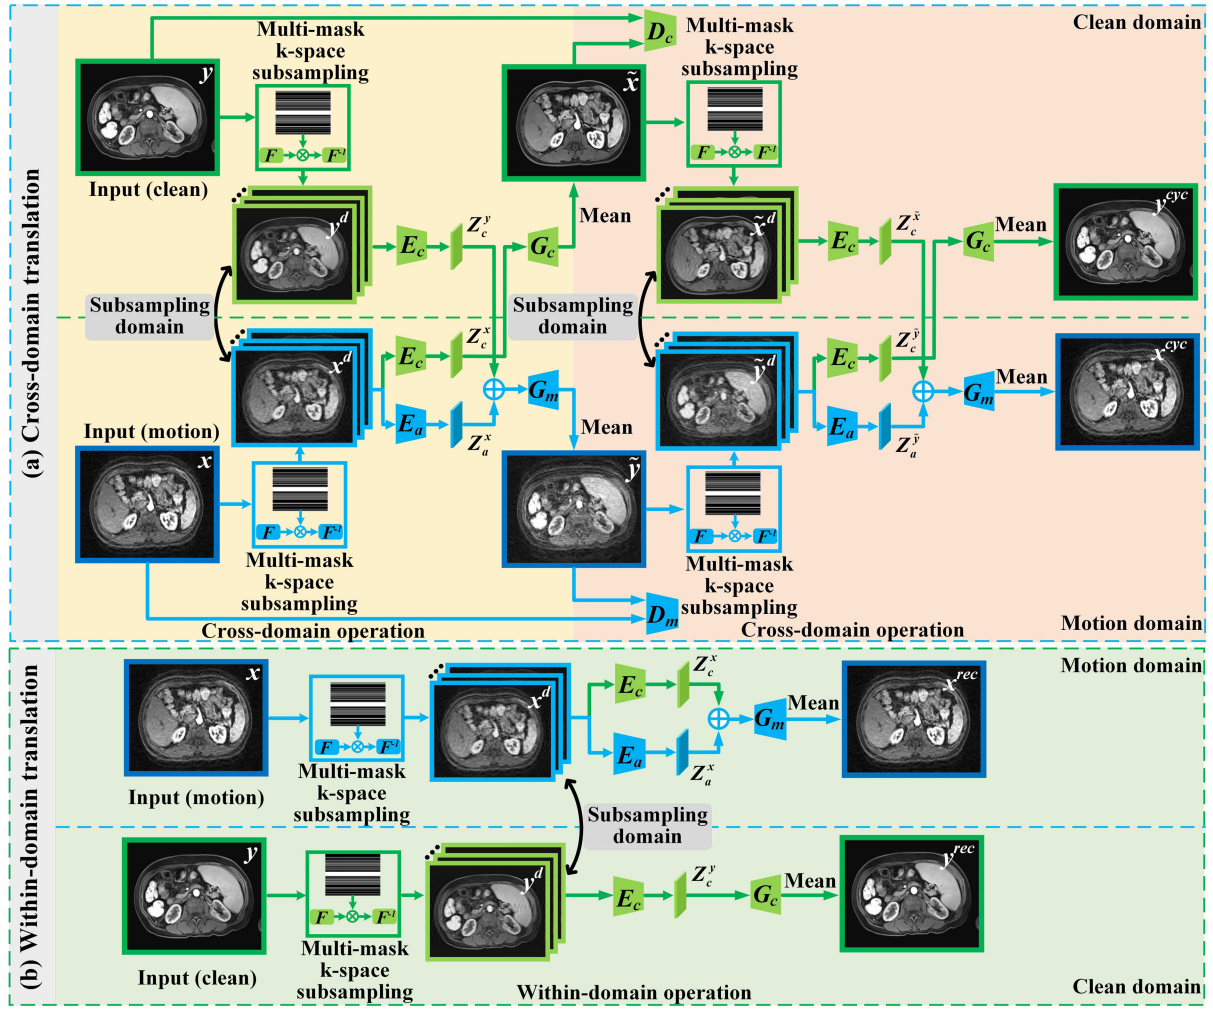 (a) Cross-domain translation
Clean domain
Multi-mask
k-space
subsampling
y
Input (clean)
F
F⁻¹
D_c
x̃
Multi-mask
k-space
subsampling
F
F⁻¹
y^d
E_c
Z_c^y
G_c
Mean
x̃^d
E_c
Z_c^x̃
G_c
Mean
y^cyc
Subsampling
domain
Subsampling
domain
x^d
E_c
Z_c^x
E_a
Z_a^x
G_m
Mean
ỹ^d
E_c
Z_c^ỹ
E_a
Z_a^ỹ
G_m
Mean
x^cyc
Input (motion)
x
F
F⁻¹
Multi-mask
k-space
subsampling
ỹ
F
F⁻¹
Multi-mask
k-space
subsampling
D_m
Cross-domain operation
Cross-domain operation
Motion domain
(b) Within-domain translation
Motion domain
x
Input (motion)
F
F⁻¹
Multi-mask
k-space
subsampling
x^d
E_c
Z_c^x
E_a
Z_a^x
G_m
Mean
x^rec
Subsampling
domain
y
Input (clean)
F
F⁻¹
Multi-mask
k-space
subsampling
y^d
E_c
Z_c^y
G_c
Mean
y^rec
Within-domain operation
Clean domain